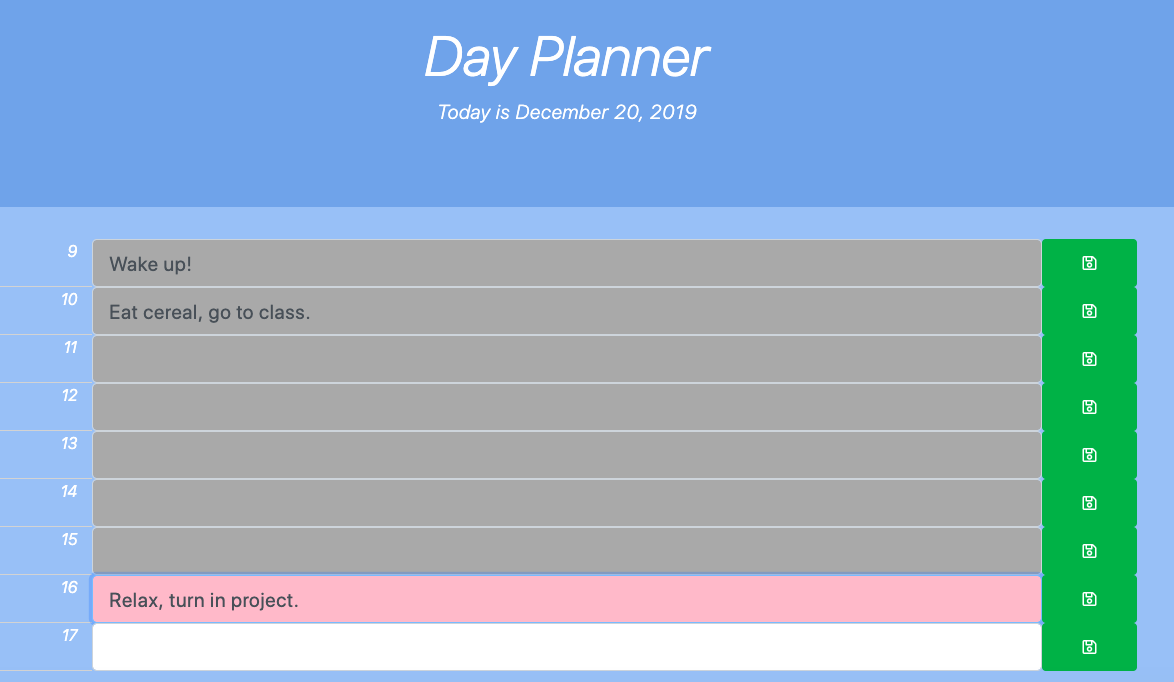 Day Planner
Today is December 20, 2019
9
Wake up!
10
Eat cereal, go to class.
11
12
13
14
15
16
Relax, turn in project.
17